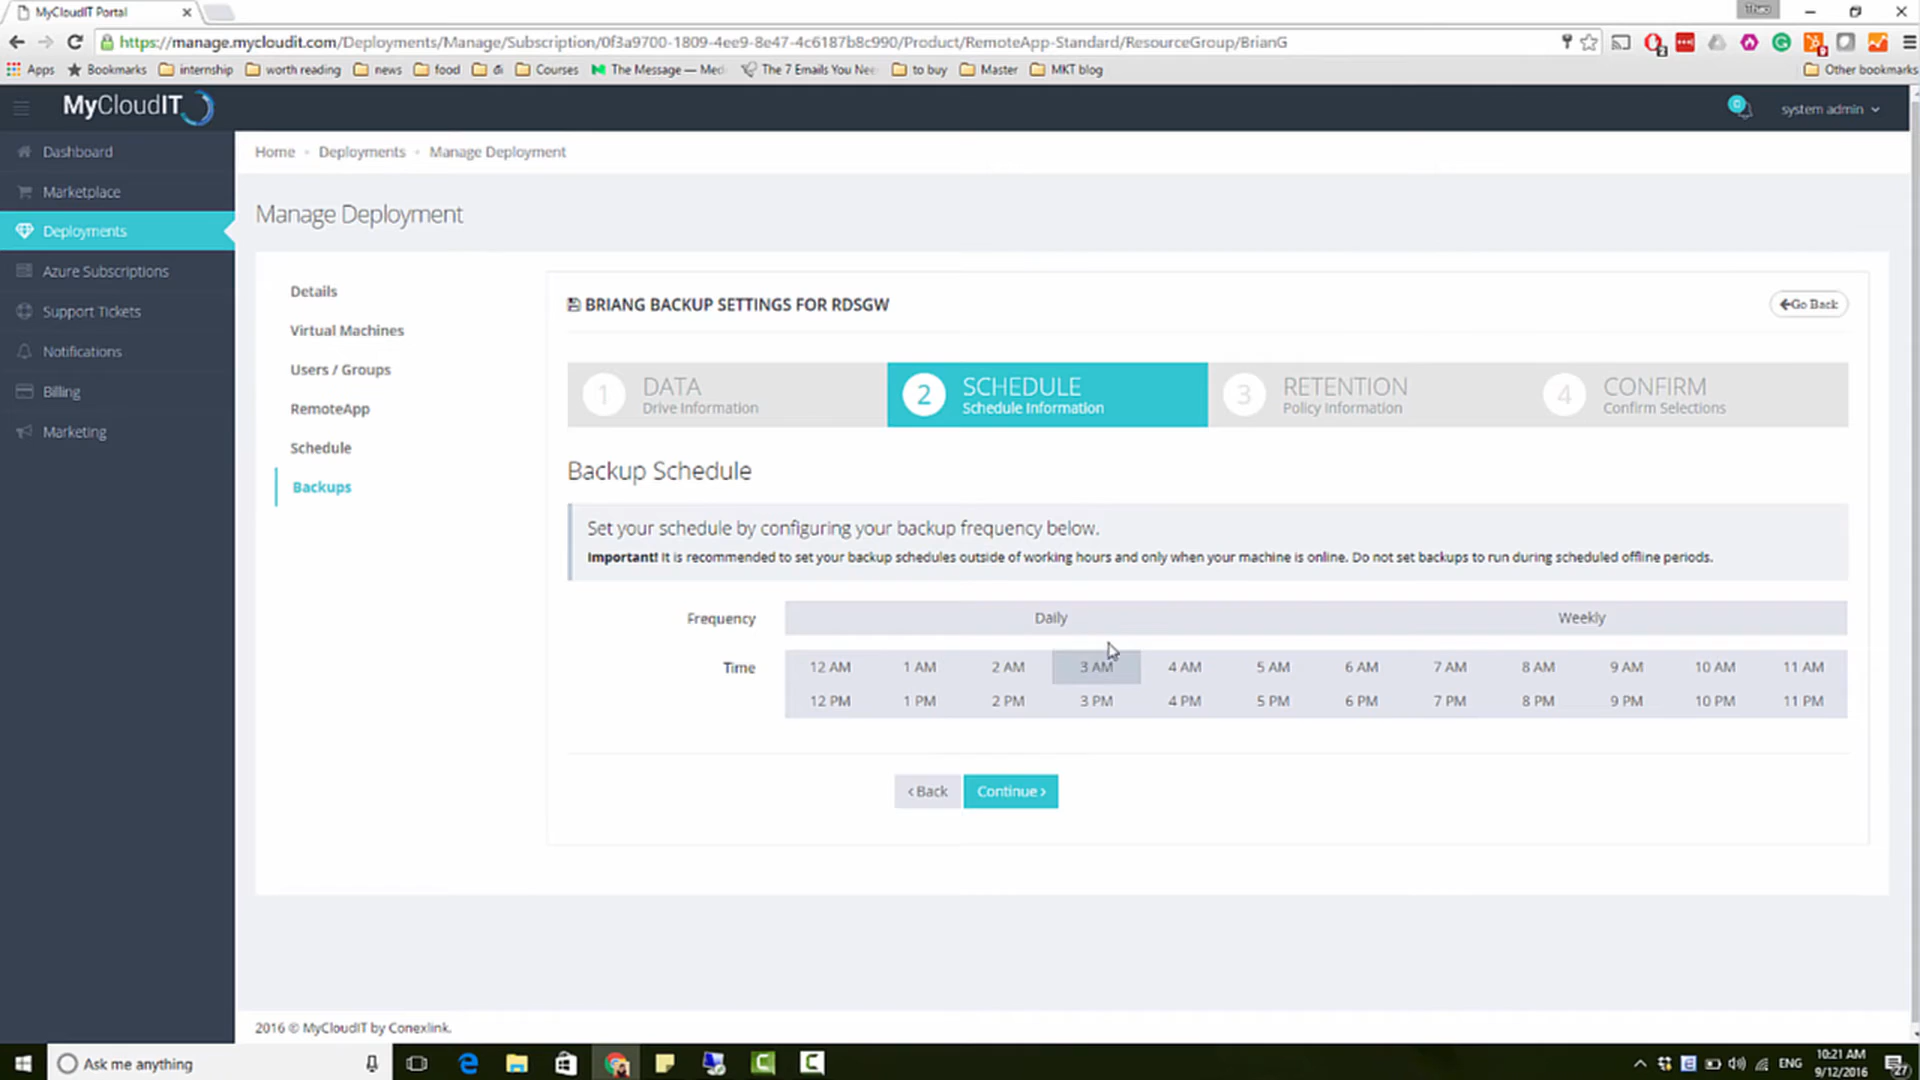 MyCloudIT Portal
Theo
https://manage.mycloudit.com/Deployments/Manage/Subscription/0f3a9700-1809-4ee9-8e47-4c6187b8c990/Product/RemoteApp-Standard/ResourceGroup/BrianG
Apps Bookmarks internship worth reading news food đi Courses The Message — Med The 7 Emails You Nee to buy Master MKT blog Other bookmarks
MyCloudIT
0
system admin
Dashboard
Marketplace
Deployments
Azure Subscriptions
Support Tickets
Notifications
Billing
Marketing
Home Deployments Manage Deployment
Manage Deployment
Details
Virtual Machines
Users / Groups
RemoteApp
Schedule
Backups
BRIANG BACKUP SETTINGS FOR RDSGW
Go Back
1 DATA
Drive Information
2 SCHEDULE
Schedule Information
3 RETENTION
Policy Information
4 CONFIRM
Confirm Selections
Backup Schedule
Set your schedule by configuring your backup frequency below.
Important! It is recommended to set your backup schedules outside of working hours and only when your machine is online. Do not set backups to run during scheduled offline periods.
Frequency Daily Weekly
Time 12 AM 1 AM 2 AM 3 AM 4 AM 5 AM 6 AM 7 AM 8 AM 9 AM 10 AM 11 AM
12 PM 1 PM 2 PM 3 PM 4 PM 5 PM 6 PM 7 PM 8 PM 9 PM 10 PM 11 PM
‹ Back Continue ›
2016 © MyCloudIT by Conexlink.
Ask me anything
ENG
10:21 AM
9/12/2016
27